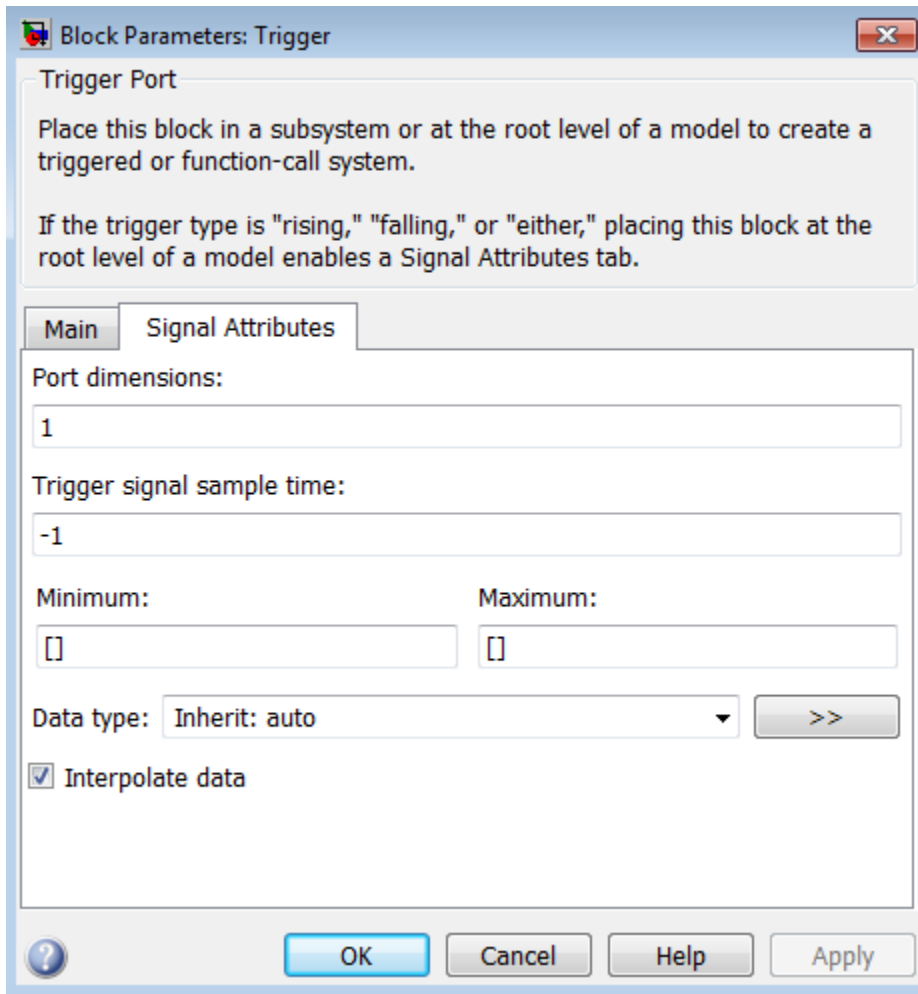 Block Parameters: Trigger
Trigger Port
Place this block in a subsystem or at the root level of a model to create a
triggered or function-call system.
If the trigger type is "rising," "falling," or "either," placing this block at the
root level of a model enables a Signal Attributes tab.
Main Signal Attributes
Port dimensions:
1
Trigger signal sample time:
-1
Minimum: Maximum:
[] []
Data type: Inherit: auto >>
Interpolate data
? OK Cancel Help Apply